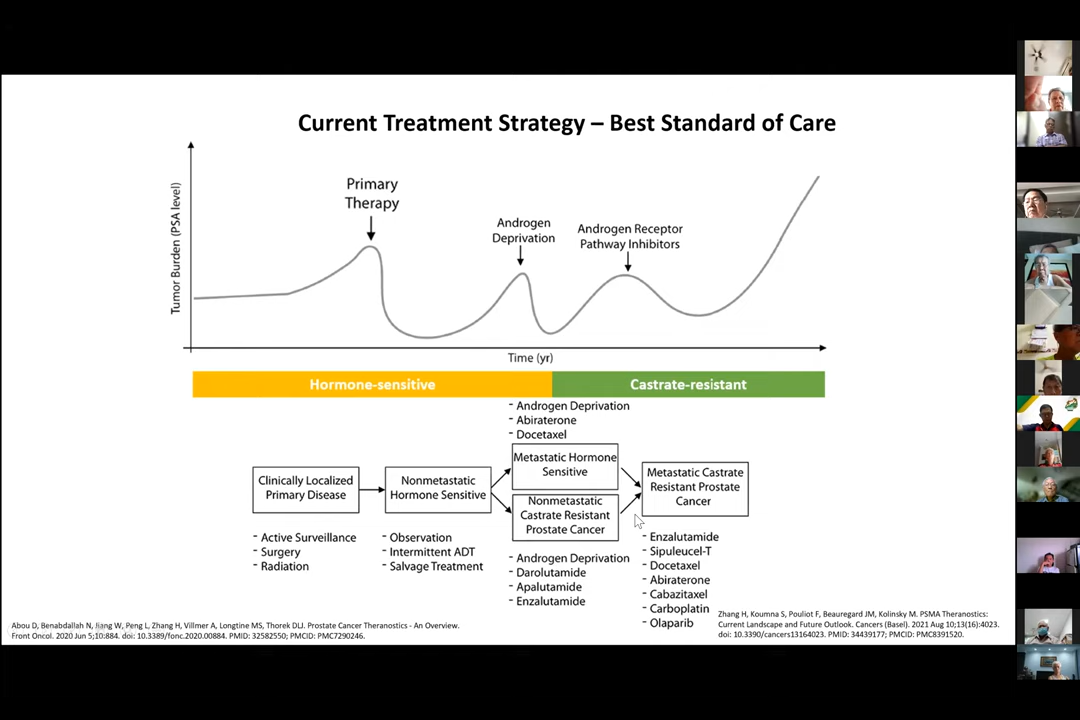 Current Treatment Strategy – Best Standard of Care
Tumor Burden (PSA level)
Primary
Therapy
Androgen
Deprivation
Androgen Receptor
Pathway Inhibitors
Time (yr)
Hormone-sensitive
Castrate-resistant
- Androgen Deprivation
- Abiraterone
- Docetaxel
Clinically Localized
Primary Disease
Nonmetastatic
Hormone Sensitive
Metastatic Hormone
Sensitive
Nonmetastatic
Castrate Resistant
Prostate Cancer
Metastatic Castrate
Resistant Prostate
Cancer
- Active Surveillance
- Surgery
- Radiation
- Observation
- Intermittent ADT
- Salvage Treatment
- Androgen Deprivation
- Darolutamide
- Apalutamide
- Enzalutamide
- Enzalutamide
- Sipuleucel-T
- Docetaxel
- Abiraterone
- Cabazitaxel
- Carboplatin
- Olaparib
Abou D, Benabdallah N, Jiang W, Peng L, Zhang H, Villmer A, Longtine MS, Thorek DLJ. Prostate Cancer Theranostics - An Overview.
Front Oncol. 2020 Jun 5;10:884. doi: 10.3389/fonc.2020.00884. PMID: 32582550; PMCID: PMC7290246.
Zhang H, Koumna S, Pouliot F, Beauregard JM, Kolinsky M. PSMA Theranostics:
Current Landscape and Future Outlook. Cancers (Basel). 2021 Aug 10;13(16):4023.
doi: 10.3390/cancers13164023. PMID: 34439177; PMCID: PMC8391520.